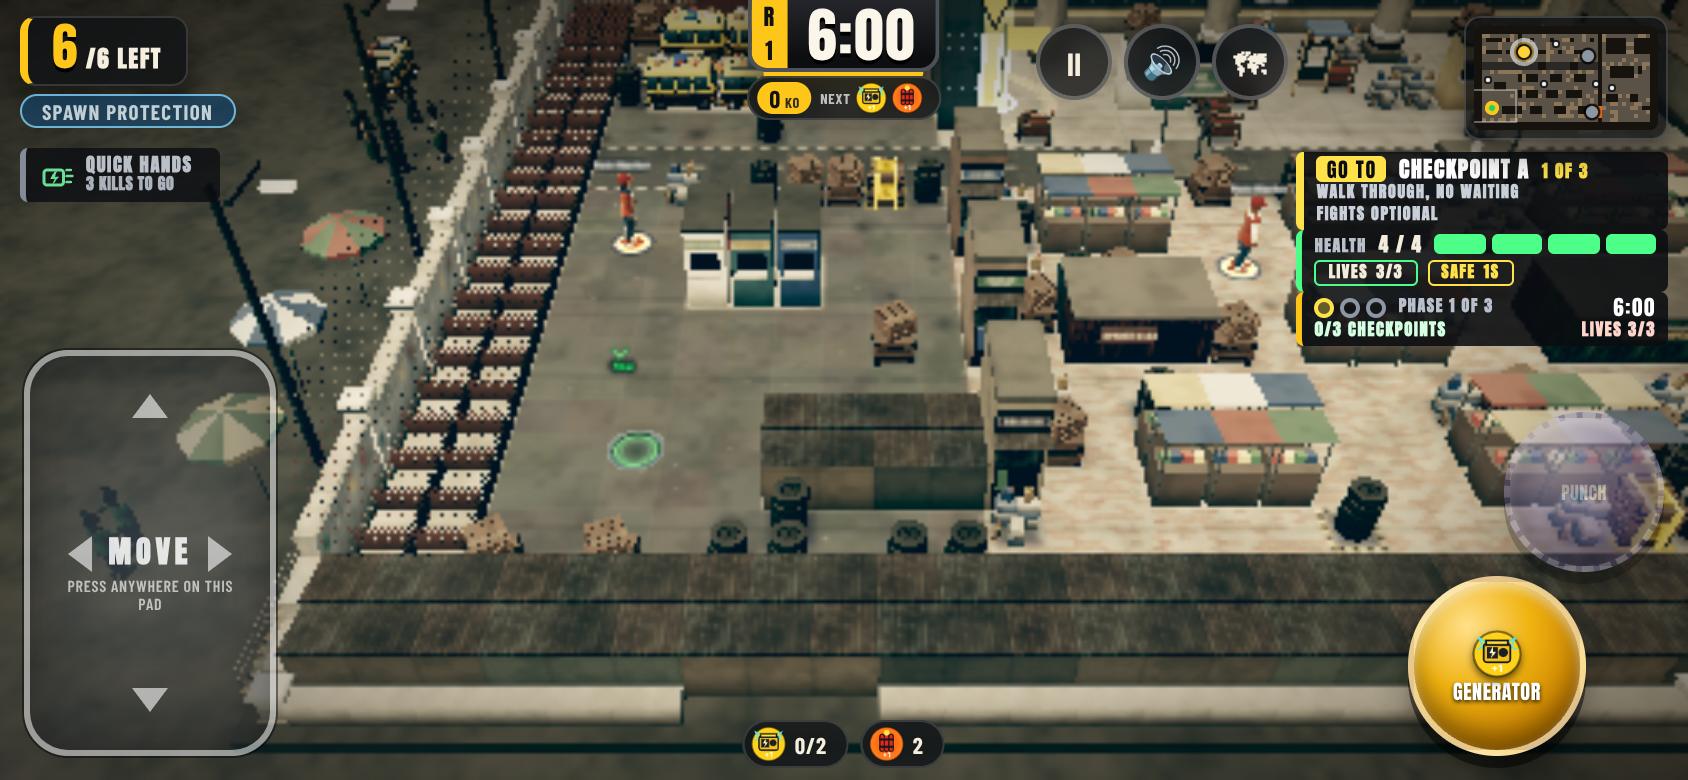 6 /6 LEFT
SPAWN PROTECTION
QUICK HANDS
3 KILLS TO GO
R 1
6:00
0 KO NEXT
GO TO CHECKPOINT A 1 OF 3
WALK THROUGH, NO WAITING
FIGHTS OPTIONAL
HEALTH 4 / 4
LIVES 3/3 SAFE 1S
PHASE 1 OF 3 6:00
0/3 CHECKPOINTS LIVES 3/3
MOVE
PRESS ANYWHERE ON THIS
PAD
PUNCH
+1
GENERATOR
0/2
2